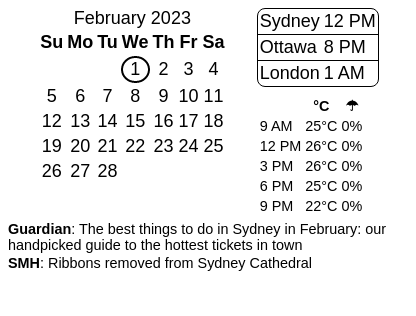 February 2023
Su Mo Tu We Th Fr Sa
1 2 3 4
5 6 7 8 9 10 11
12 13 14 15 16 17 18
19 20 21 22 23 24 25
26 27 28
Sydney 12 PM
Ottawa 8 PM
London 1 AM
°C ☂
9 AM 25°C 0%
12 PM 26°C 0%
3 PM 26°C 0%
6 PM 25°C 0%
9 PM 22°C 0%
Guardian: The best things to do in Sydney in February: our
handpicked guide to the hottest tickets in town
SMH: Ribbons removed from Sydney Cathedral